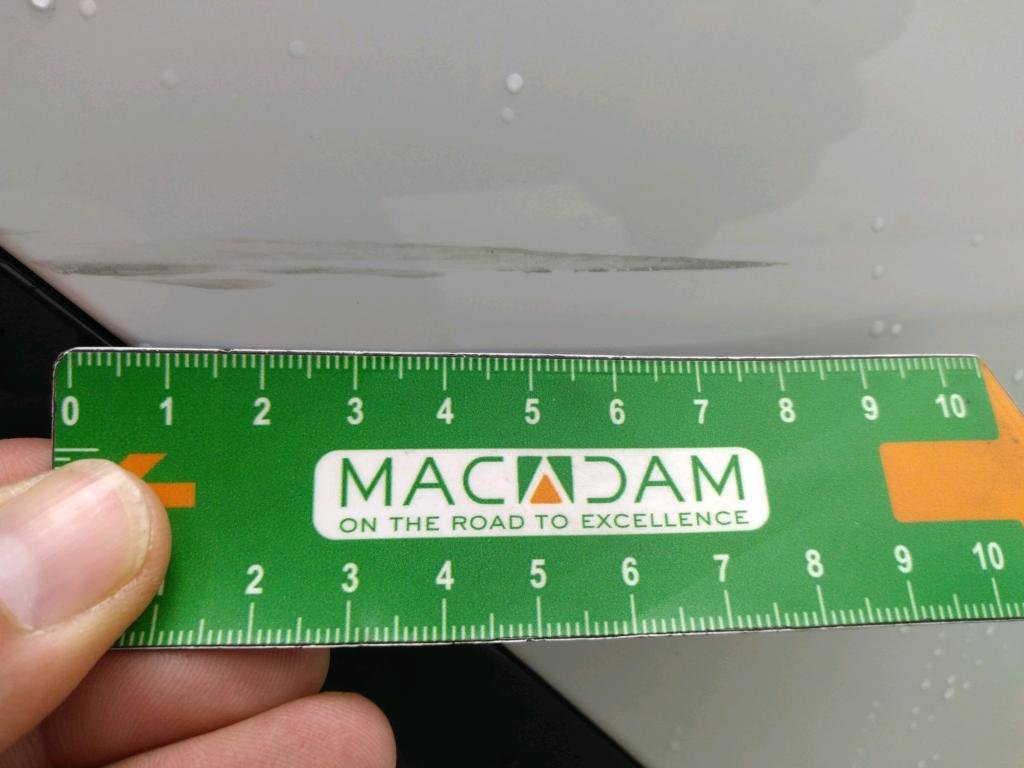 0 1 2 3 4 5 6 7 8 9 10
MACADAM
ON THE ROAD TO EXCELLENCE
1 2 3 4 5 6 7 8 9 10